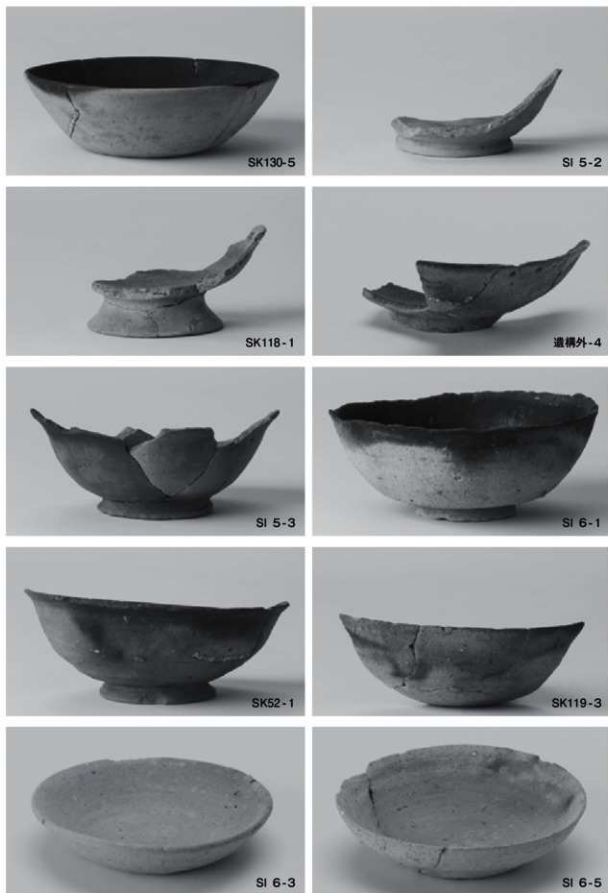 SK130-5
SI 5-2
SK118-1
遺構外-4
SI 5-3
SI 6-1
SK52-1
SK119-3
SI 6-3
SI 6-5